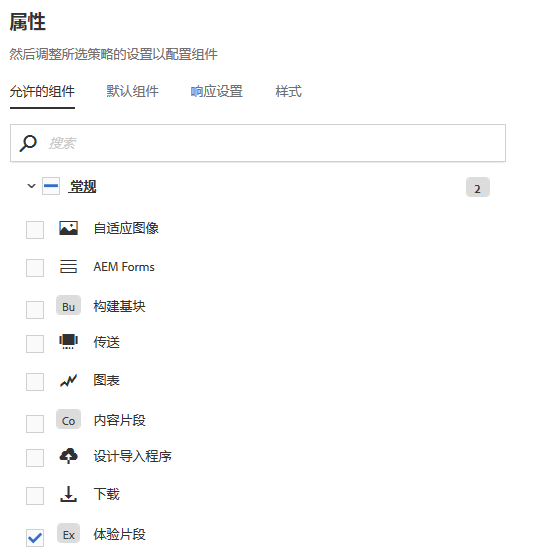 属性
然后调整所选策略的设置以配置组件
允许的组件 默认组件 响应设置 样式
搜索
常规 2
自适应图像
AEM Forms
Bu 构建基块
传送
图表
Co 内容片段
设计导入程序
下载
Ex 体验片段